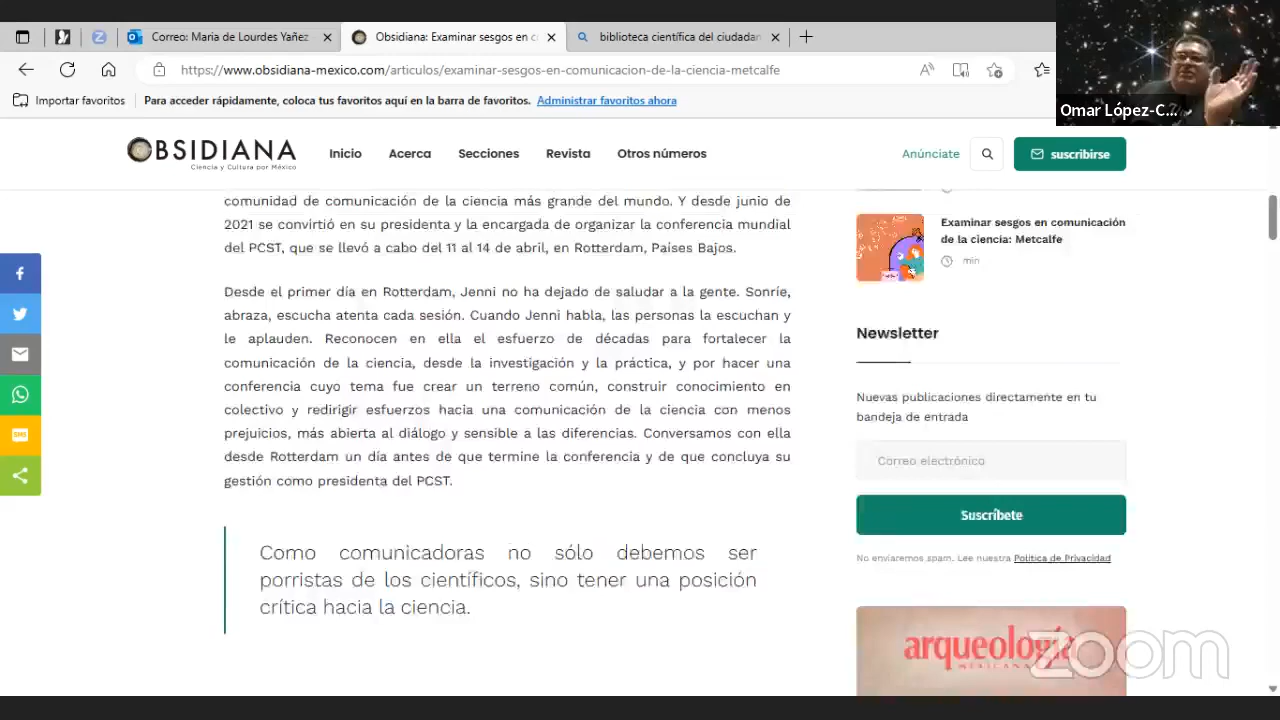 Correo: Maria de Lourdes Yañez
Obsidiana: Examinar sesgos en c
biblioteca científica del ciudadan
https://www.obsidiana-mexico.com/articulos/examinar-sesgos-en-comunicacion-de-la-ciencia-metcalfe
Importar favoritos
Para acceder rápidamente, coloca tus favoritos aquí en la barra de favoritos. Administrar favoritos ahora
Omar López-C...
OBSIDIANA
Ciencia y Cultura por México
Inicio Acerca Secciones Revista Otros números
Anúnciate
suscribirse
comunidad de comunicación de la ciencia más grande del mundo. Y desde junio de
2021 se convirtió en su presidenta y la encargada de organizar la conferencia mundial
del PCST, que se llevó a cabo del 11 al 14 de abril, en Rotterdam, Países Bajos.
Desde el primer día en Rotterdam, Jenni no ha dejado de saludar a la gente. Sonríe,
abraza, escucha atenta cada sesión. Cuando Jenni habla, las personas la escuchan y
le aplauden. Reconocen en ella el esfuerzo de décadas para fortalecer la
comunicación de la ciencia, desde la investigación y la práctica, y por hacer una
conferencia cuyo tema fue crear un terreno común, construir conocimiento en
colectivo y redirigir esfuerzos hacia una comunicación de la ciencia con menos
prejuicios, más abierta al diálogo y sensible a las diferencias. Conversamos con ella
desde Rotterdam un día antes de que termine la conferencia y de que concluya su
gestión como presidenta del PCST.
Como comunicadoras no sólo debemos ser
porristas de los científicos, sino tener una posición
crítica hacia la ciencia.
Examinar sesgos en comunicación
de la ciencia: Metcalfe
min
Newsletter
Nuevas publicaciones directamente en tu
bandeja de entrada
Correo electrónico
Suscríbete
No enviaremos spam. Lee nuestra Política de Privacidad
arqueología
MEXICANA
zoom
SMS